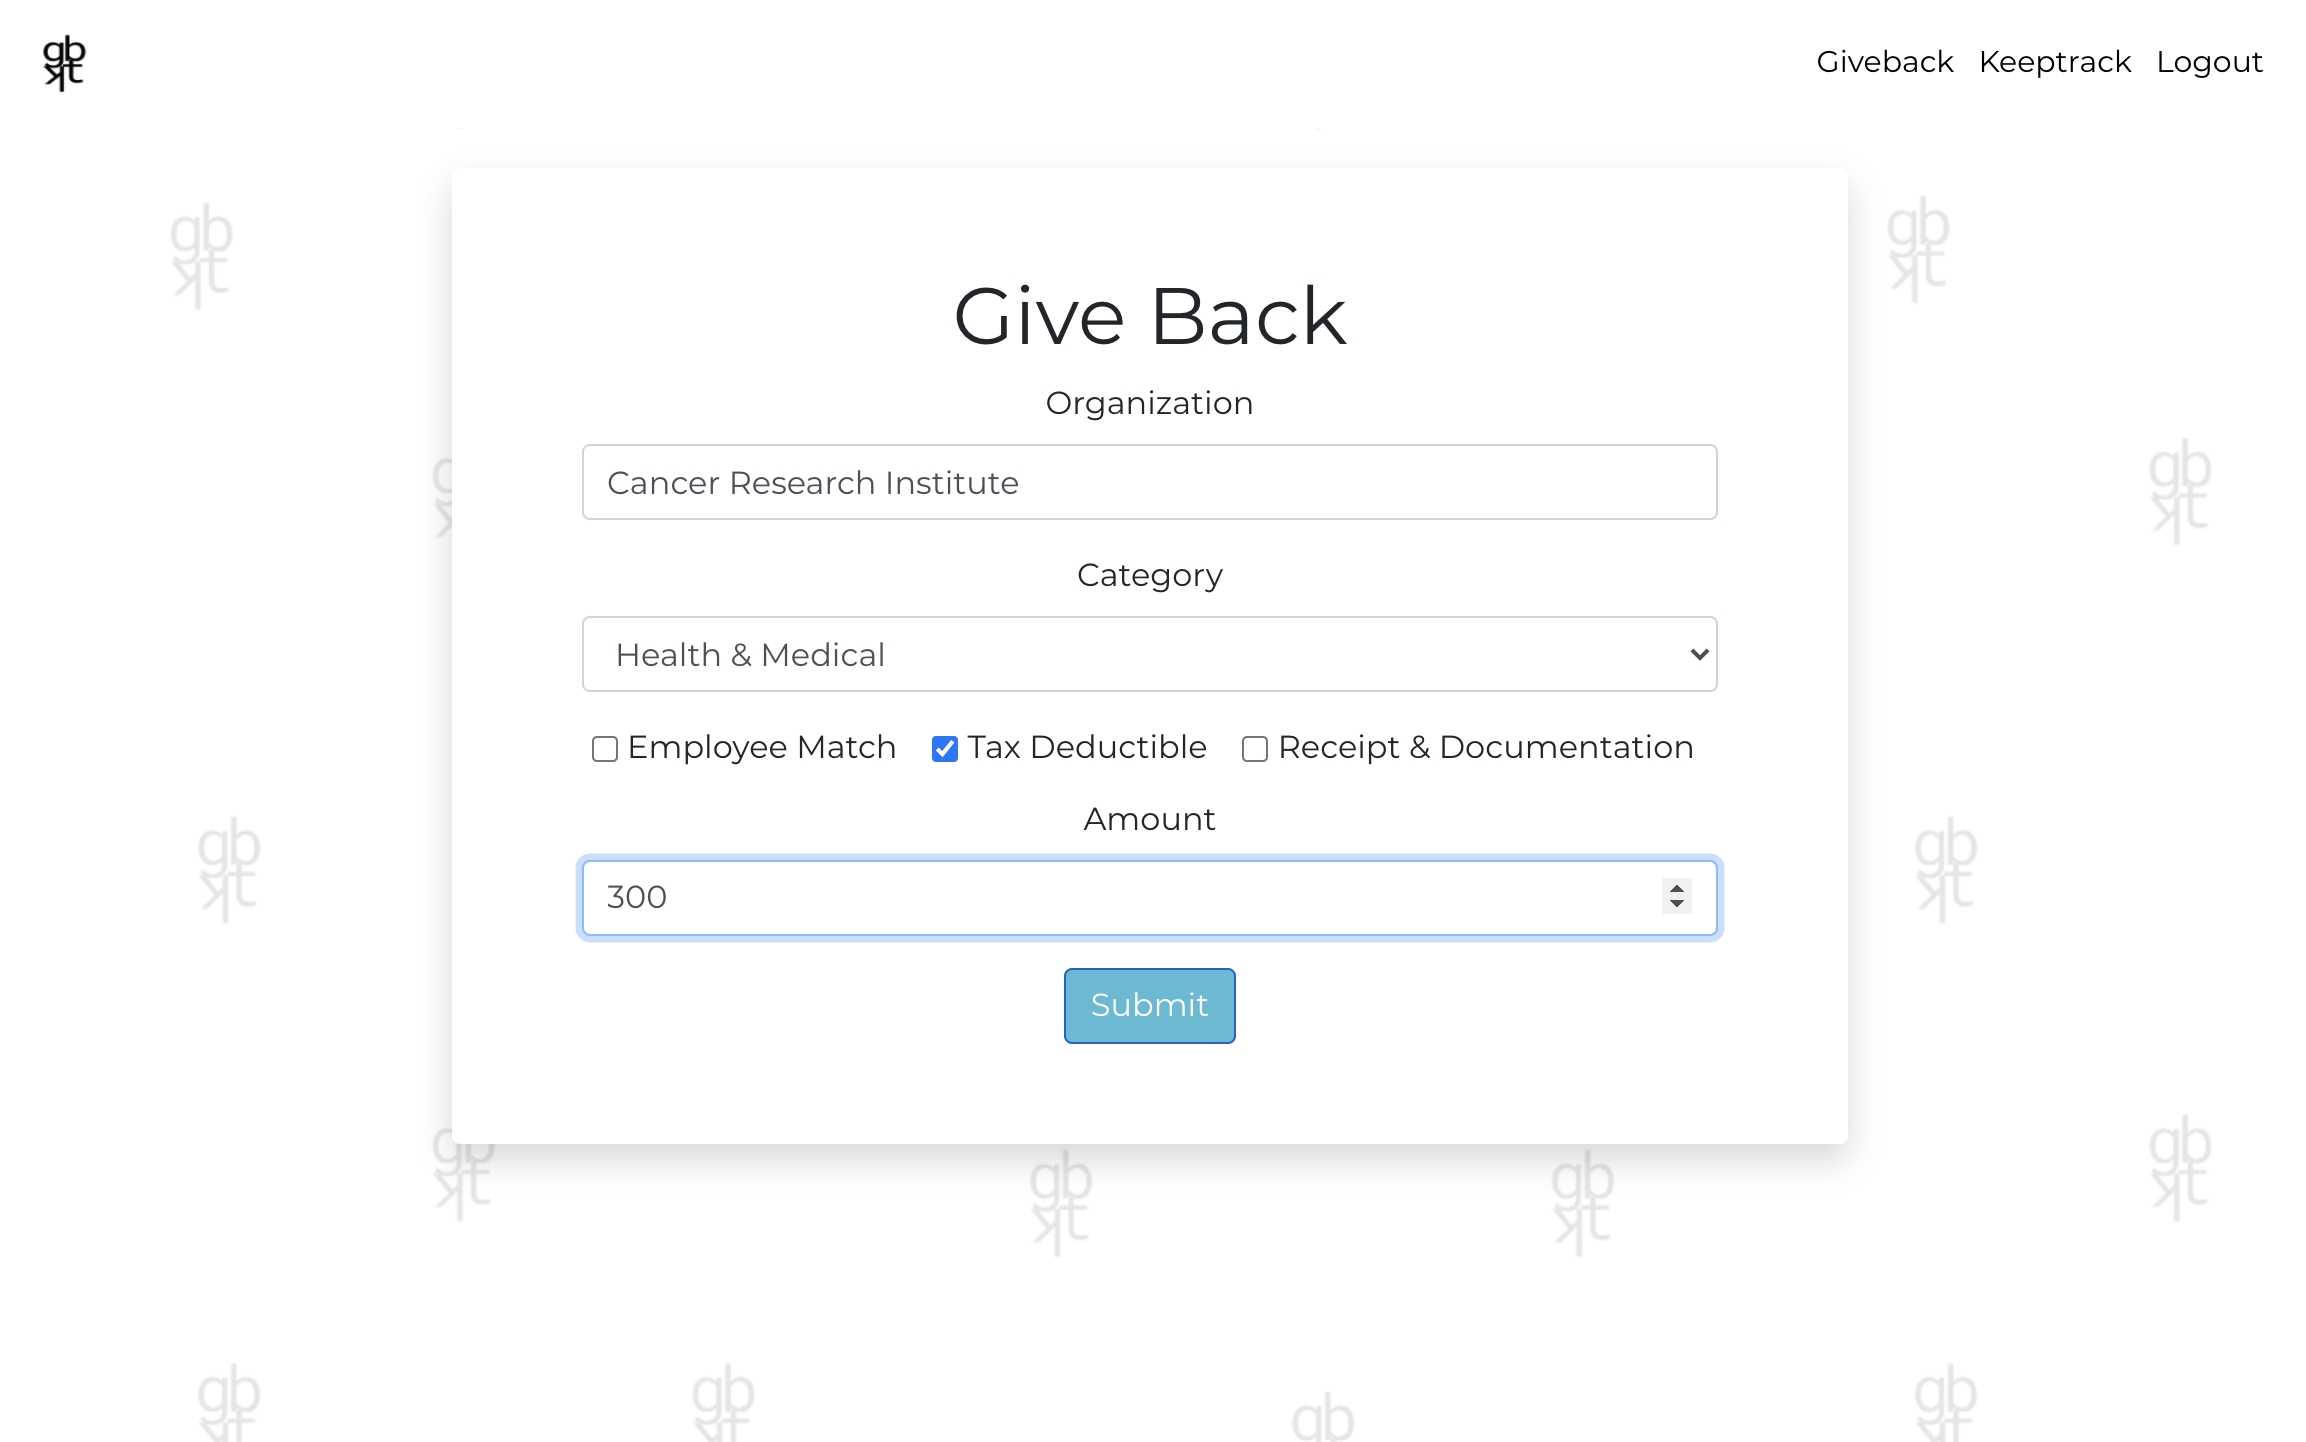 gb
kt
Giveback Keeptrack Logout
Give Back
Organization
Cancer Research Institute
Category
Health & Medical
Employee Match Tax Deductible Receipt & Documentation
Amount
300
Submit